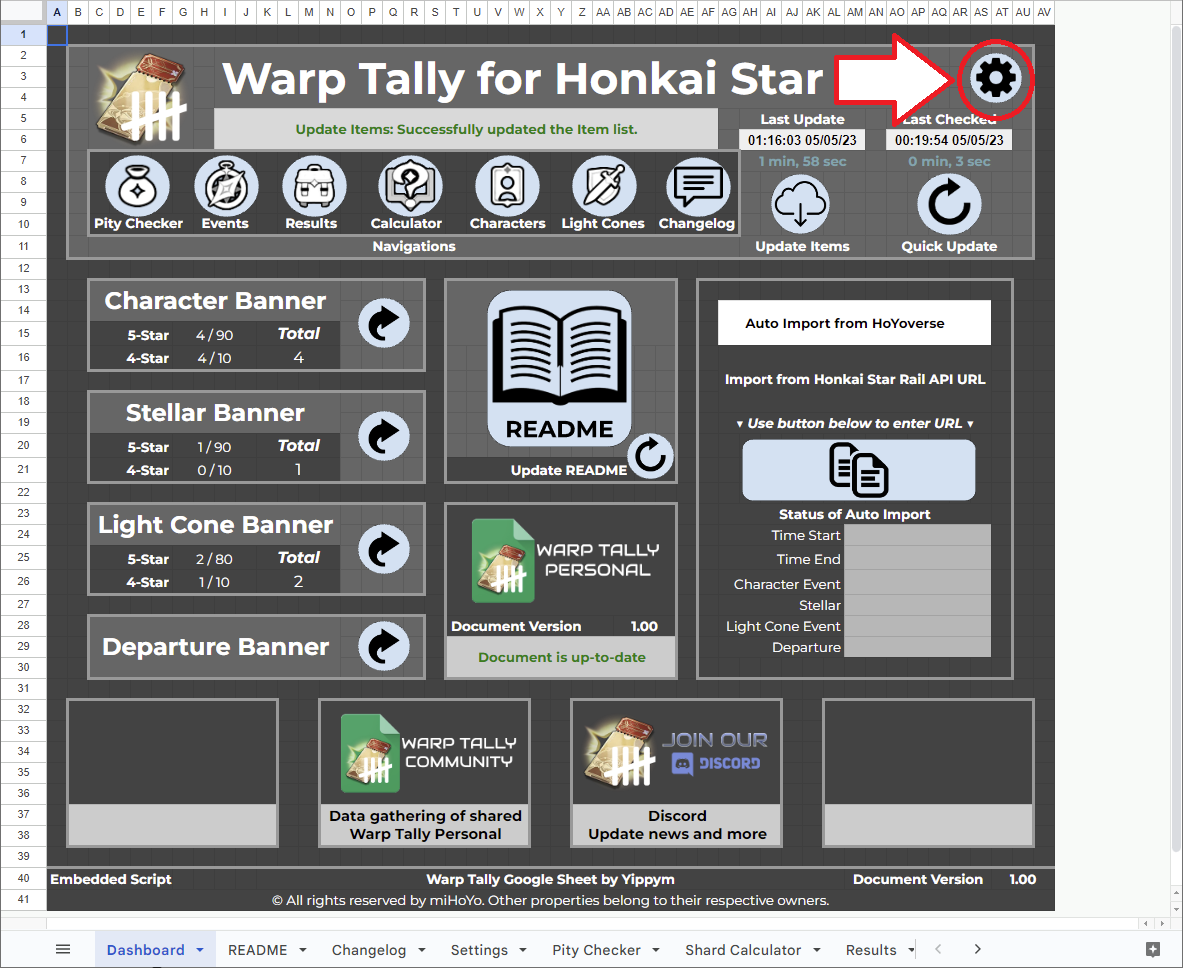 A B C D E F G H I J K L M N O P Q R S T U V W X Y Z AA AB AC AD AE AF AG AH AI AJ AK AL AM AN AO AP AQ AR AS AT AU AV
1
2
3
4
5
6
7
8
9
10
11
12
13
14
15
16
17
18
19
20
21
22
23
24
25
26
27
28
29
30
31
32
33
34
35
36
37
38
39
40
41
Warp Tally for Honkai Star
Update Items: Successfully updated the Item list.
Last Update
01:16:03 05/05/23
1 min, 58 sec
Last Checked
00:19:54 05/05/23
0 min, 3 sec
Pity Checker Events Results Calculator Characters Light Cones Changelog
Navigations
Update Items
Quick Update
Character Banner
5-Star 4 / 90 Total
4-Star 4 / 10 4
Stellar Banner
5-Star 1 / 90 Total
4-Star 0 / 10 1
Light Cone Banner
5-Star 2 / 80 Total
4-Star 1 / 10 2
Departure Banner
README
Update README
WARP TALLY
PERSONAL
Document Version 1.00
Document is up-to-date
Auto Import from HoYoverse
Import from Honkai Star Rail API URL
▼ Use button below to enter URL ▼
Status of Auto Import
Time Start
Time End
Character Event
Stellar
Light Cone Event
Departure
WARP TALLY
COMMUNITY
Data gathering of shared
Warp Tally Personal
JOIN OUR
DISCORD
Discord
Update news and more
Embedded Script
Warp Tally Google Sheet by Yippym
Document Version 1.00
© All rights reserved by miHoYo. Other properties belong to their respective owners.
Dashboard README Changelog Settings Pity Checker Shard Calculator Results